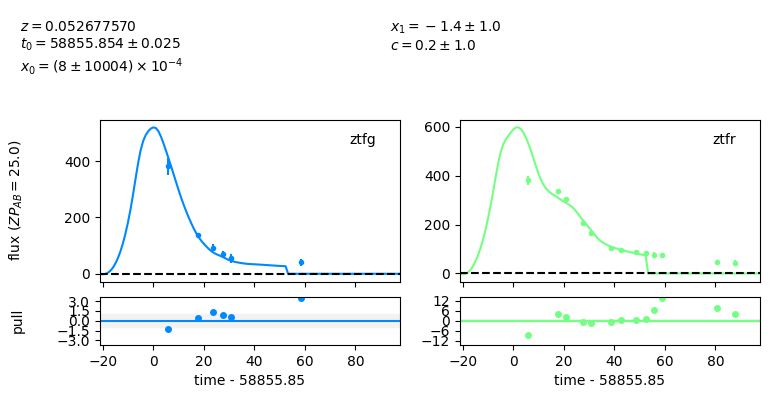 z = 0.052677570
t₀ = 58855.854 ± 0.025
x₀ = (8 ± 10004) × 10⁻⁴
x₁ = −1.4 ± 1.0
c = 0.2 ± 1.0
flux (ZP_AB = 25.0)
ztfg
400
200
0
ztfr
600
400
200
0
pull
3.0
1.5
0.0
−1.5
−3.0
−20 0 20 40 60 80
time - 58855.85
12
6
0
−6
−12
−20 0 20 40 60 80
time - 58855.85